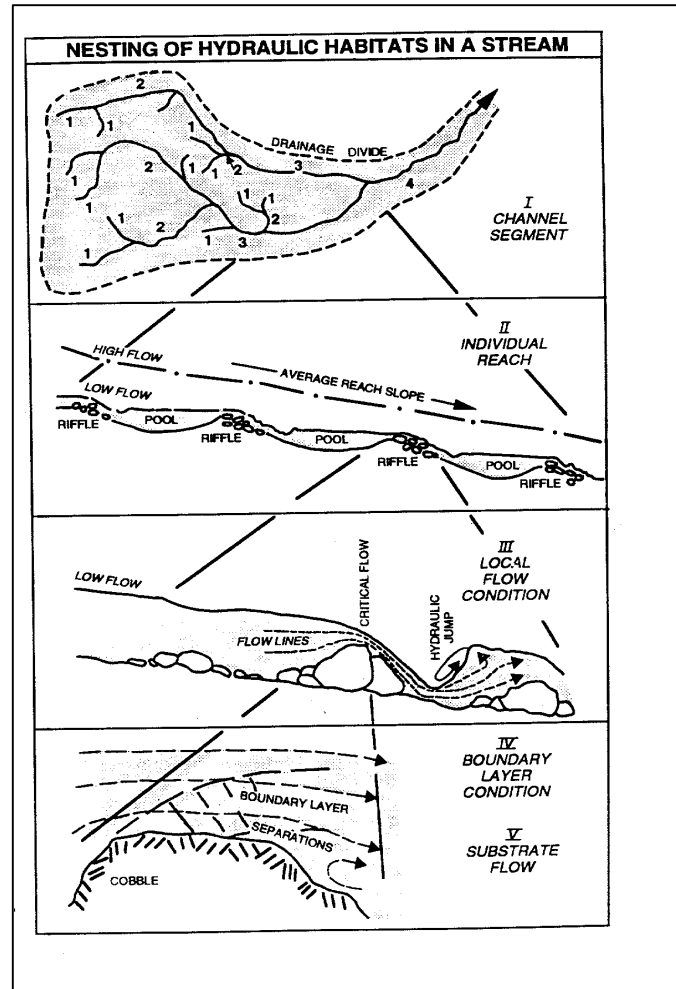 NESTING OF HYDRAULIC HABITATS IN A STREAM
2
1
1
1
DRAINAGE DIVIDE
1
2
1
1
2
3
1
1
1
4
1
1
2
2
1
3
1
I
CHANNEL
SEGMENT
II
INDIVIDUAL
REACH
HIGH FLOW
AVERAGE REACH SLOPE
LOW FLOW
RIFFLE
POOL
RIFFLE
POOL
RIFFLE
POOL
RIFFLE
III
LOCAL
FLOW
CONDITION
LOW FLOW
CRITICAL FLOW
HYDRAULIC
JUMP
FLOW LINES
IV
BOUNDARY
LAYER
CONDITION
BOUNDARY LAYER
SEPARATIONS
V
SUBSTRATE
FLOW
COBBLE